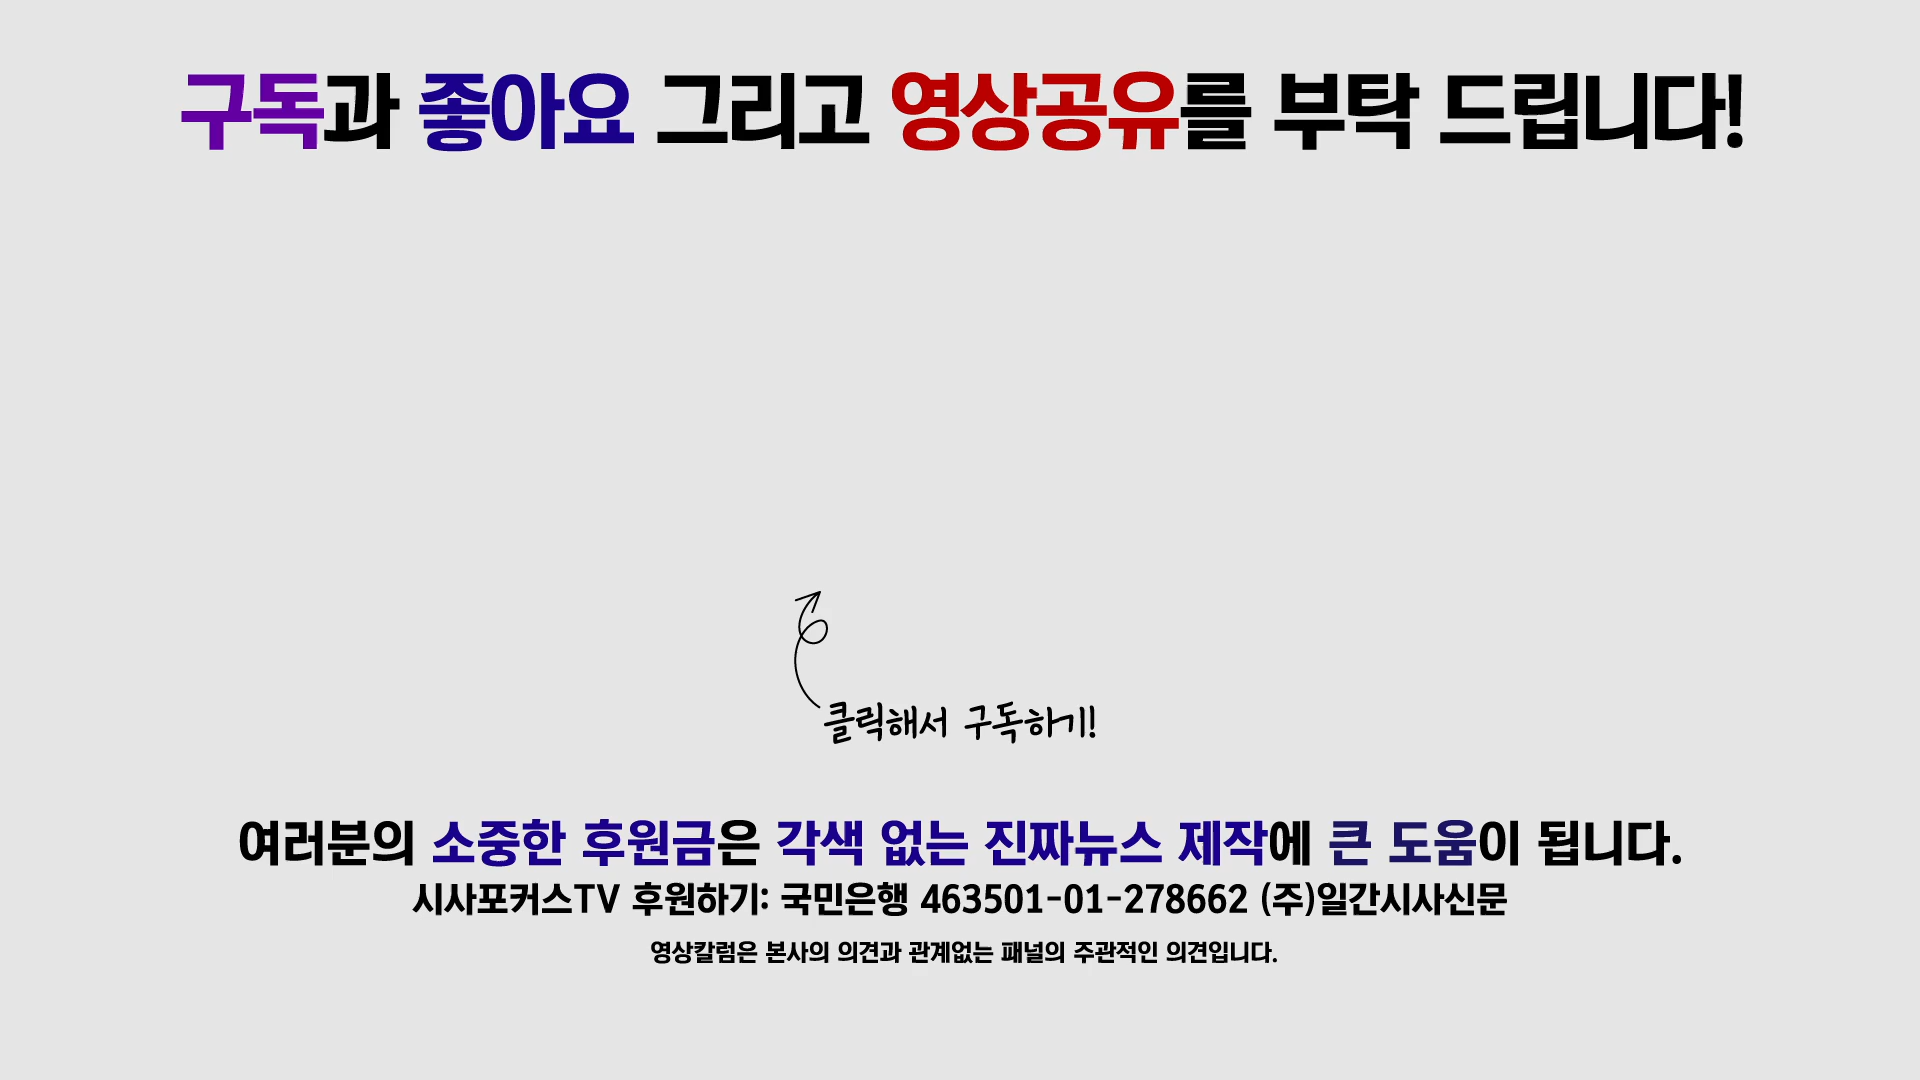 구독과 좋아요 그리고 영상공유를 부탁 드립니다!
클릭해서 구독하기!
여러분의 소중한 후원금은 각색 없는 진짜뉴스 제작에 큰 도움이 됩니다.
시사포커스TV 후원하기: 국민은행 463501-01-278662 (주)일간시사신문
영상칼럼은 본사의 의견과 관계없는 패널의 주관적인 의견입니다.